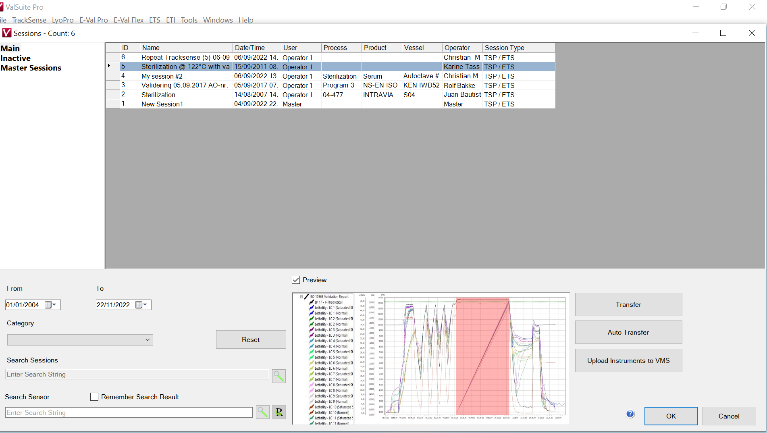 ValSuite Pro
ile TrackSense LyoPro E-Val Pro E-Val Flex ETS ETI Tools Windows Help
Sessions - Count: 6
Main
Inactive
Master Sessions
ID Name Date/Time User Process Product Vessel Operator Session Type
6 Repeat Tracksense (5) 06-09 06/09/2022 14. Operator 1 Christian M TSP / ETS
5 Sterilization @ 122°C with va 15/09/2011 08. Operator 1 Karine Tass TSP / ETS
4 My session #2 06/09/2022 13. Operator 1 Sterilization Serum Autoclave # Christian M TSP / ETS
3 Validering 05.09.2017 AO-nr. 05/09/2017 07. Operator 1 Program 3 NS-EN ISO KEN IWD52 Rolf Bakke TSP / ETS
2 Sterilization 14/08/2007 14. Operator 1 04-477 INTRAVIA S04 Juan Bautist TSP / ETS
1 New Session1 04/09/2022 22. Master Master TSP / ETS
From To
01/01/2004 22/11/2022
Category
Reset
Search Sessions
Enter Search String
Search Sensor Remember Search Result
Enter Search String
Preview
Transfer
Auto Transfer
Upload Instruments to VMS
OK Cancel